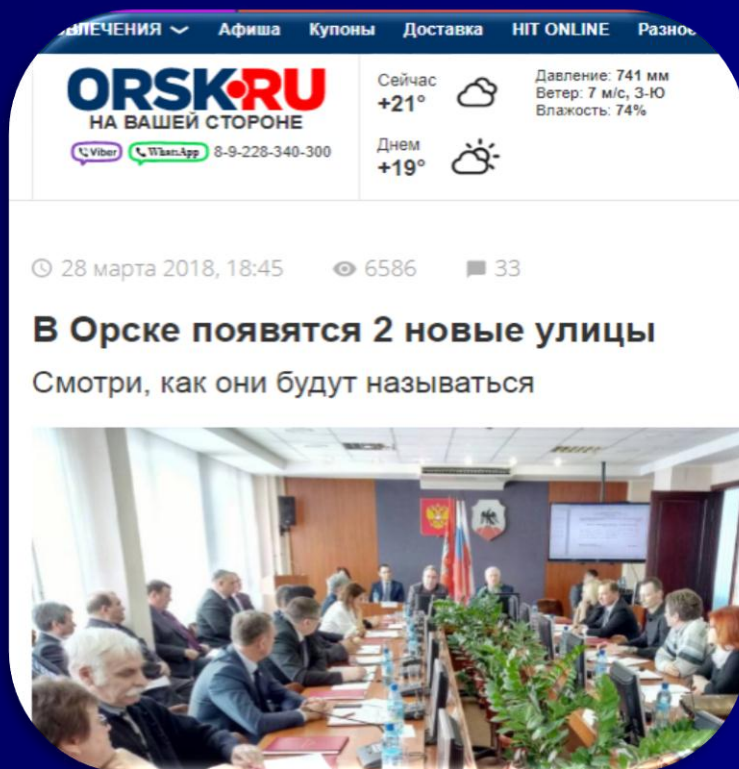 Афиша Купоны Доставка HIT ONLINE
ORSK.RU
НА ВАШЕЙ СТОРОНЕ
Viber WhatsApp 8-9-228-340-300
Сейчас
+21°
Днем
+19°
Давление: 741 мм
Ветер: 7 м/с, З-Ю
Влажость: 74%
28 марта 2018, 18:45 6586 33
В Орске появятся 2 новые улицы
Смотри, как они будут называться